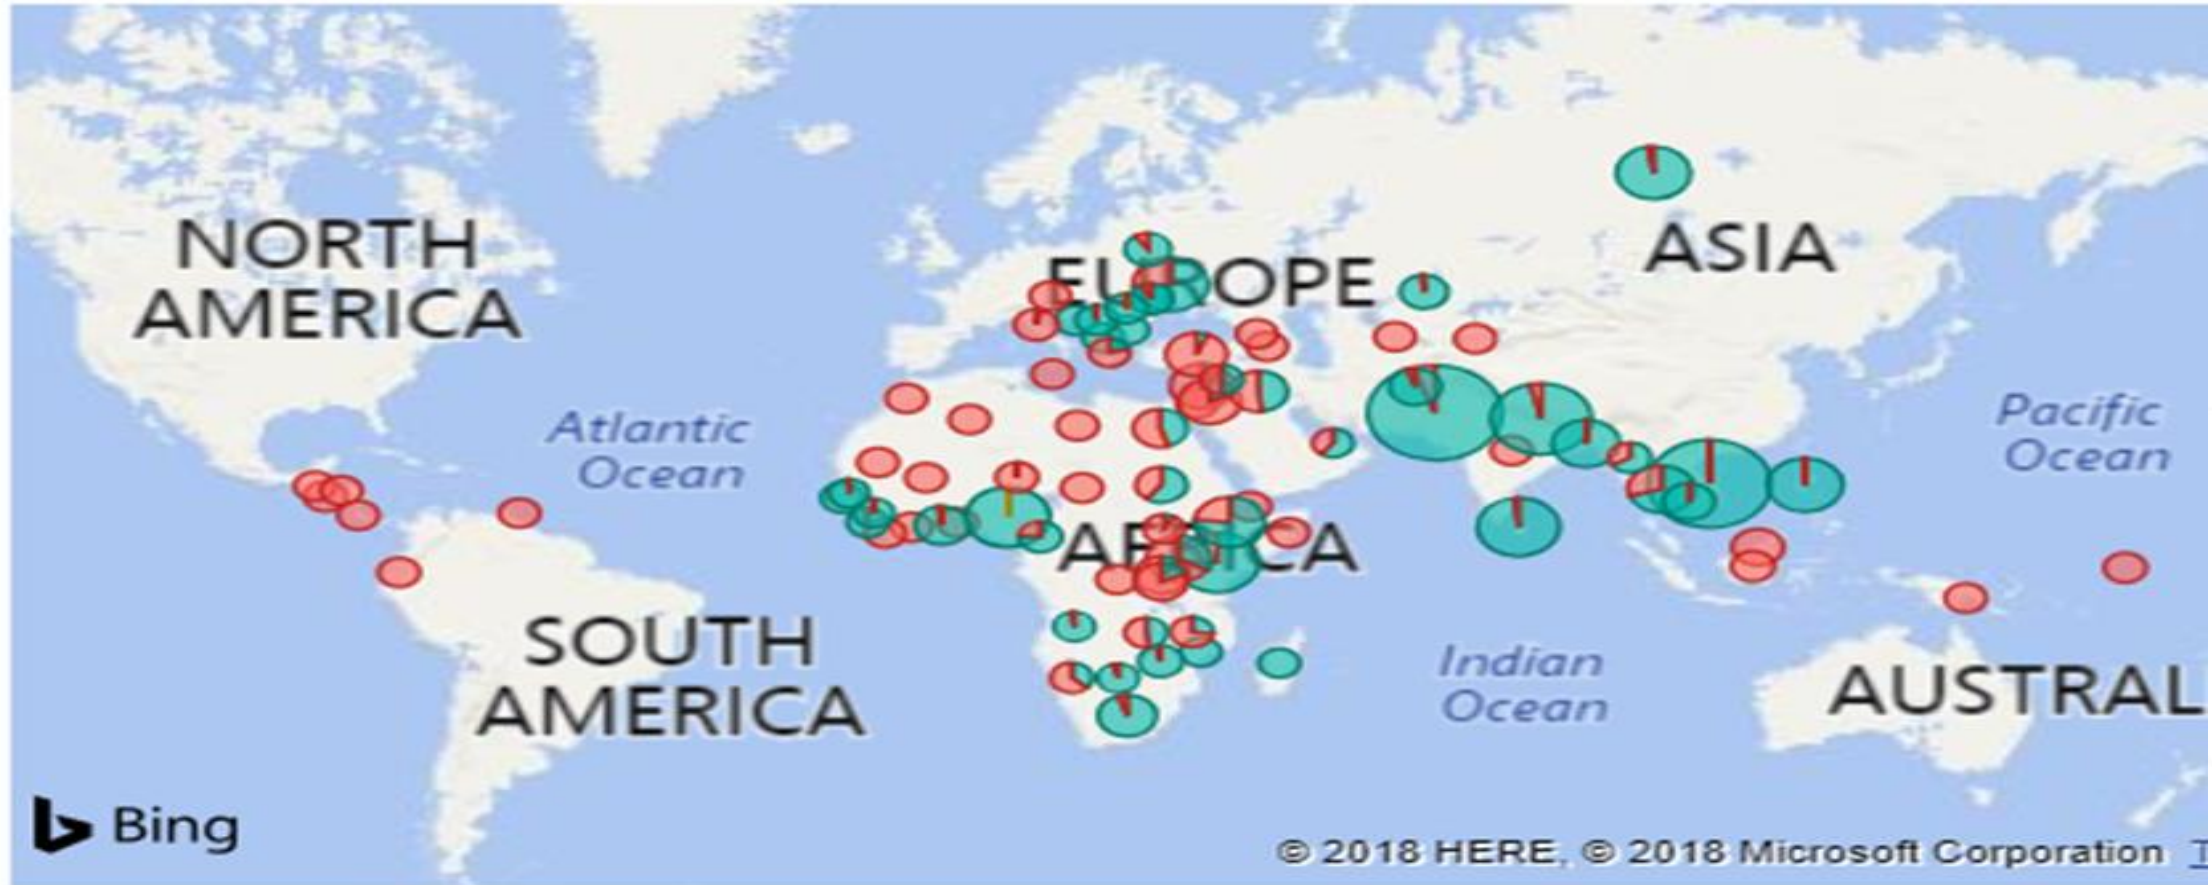 NORTH
AMERICA
EUROPE
ASIA
Atlantic
Ocean
Pacific
Ocean
AFRICA
SOUTH
AMERICA
Indian
Ocean
AUSTRAL
Bing
© 2018 HERE, © 2018 Microsoft Corporation T